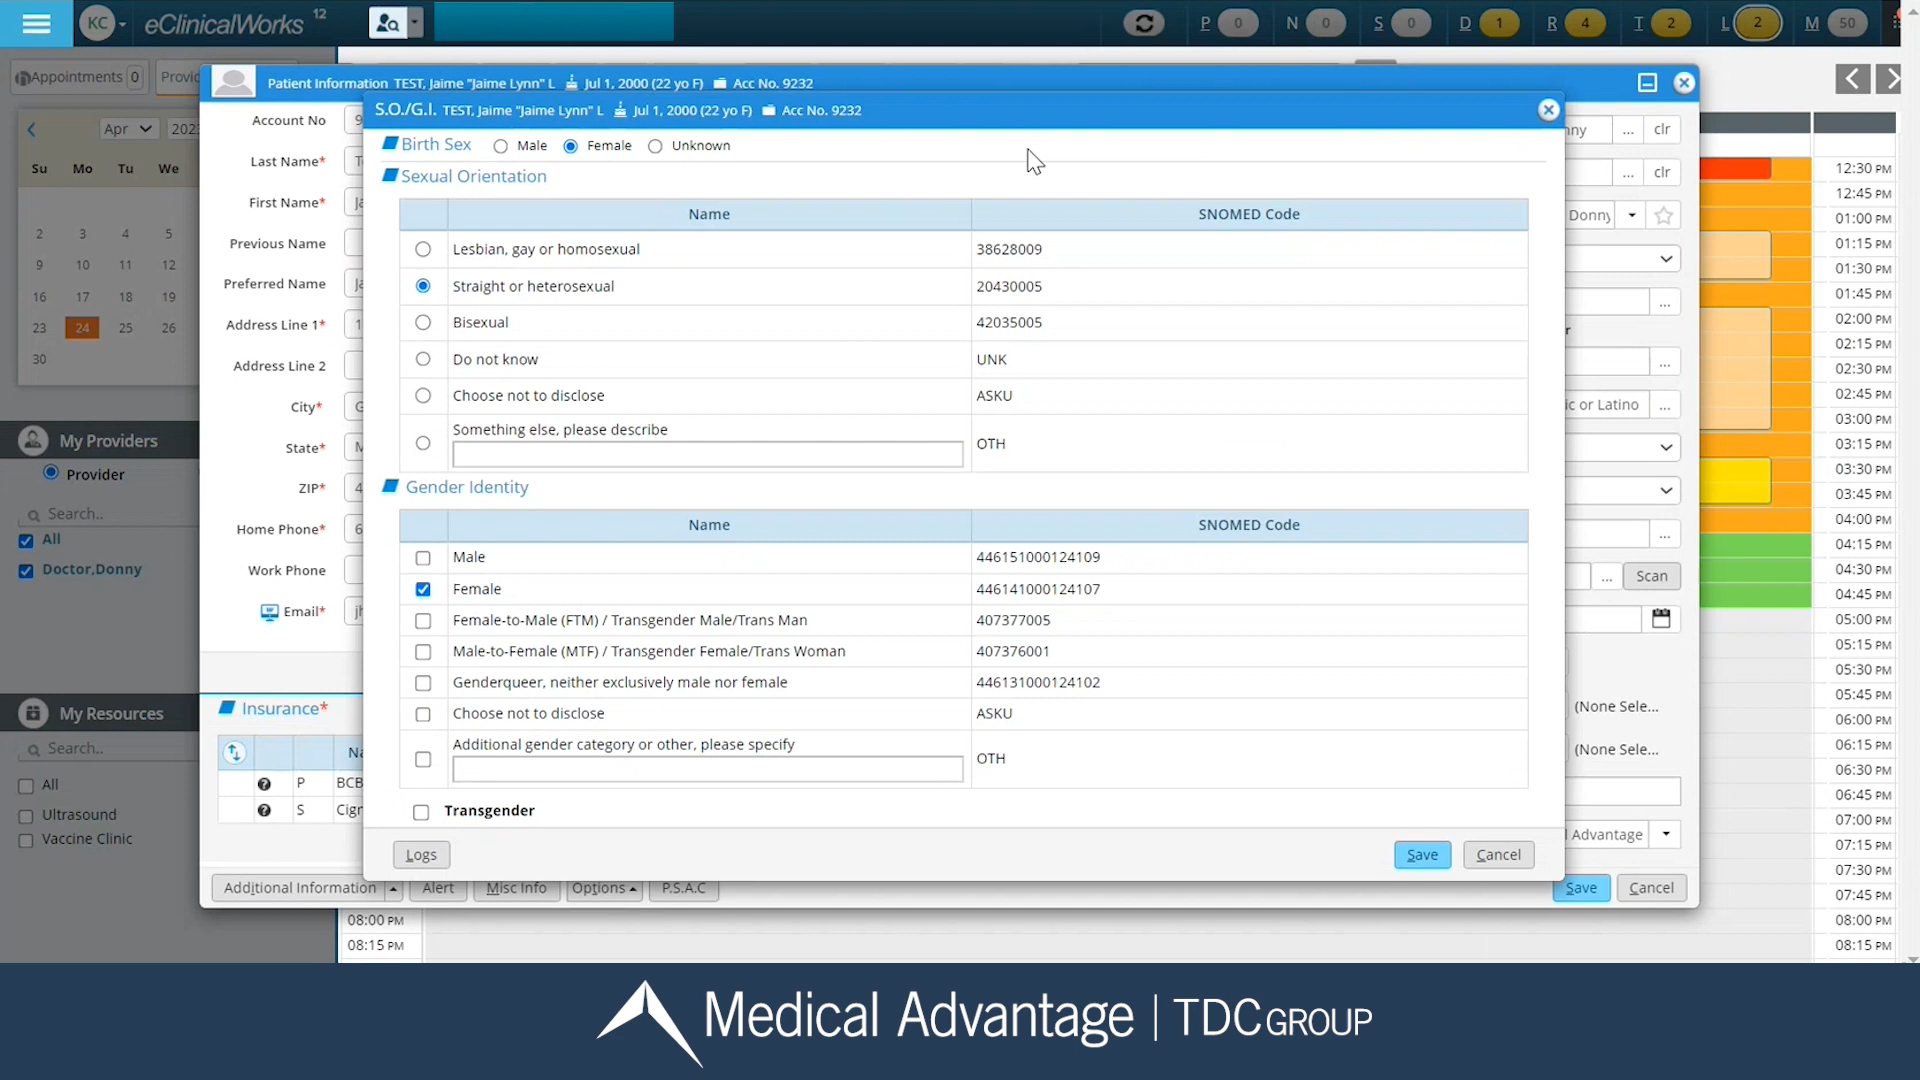 KC eClinicalWorks 12 P 0 N 0 S 0 D 1 R 4 T 2 L 2 M 50
Appointments 0
Patient Information TEST, Jaime "Jaime Lynn" L Jul 1, 2000 (22 yo F) Acc No. 9232
S.O./G.I. TEST, Jaime "Jaime Lynn" L Jul 1, 2000 (22 yo F) Acc No. 9232
Apr
Su Mo Tu We
2 3 4 5
9 10 11 12
16 17 18 19
23 24 25 26
30
My Providers
Provider
Search..
All
Doctor,Donny
My Resources
Search..
All
Ultrasound
Vaccine Clinic
Account No
Last Name*
First Name*
Previous Name
Preferred Name
Address Line 1*
Address Line 2
City*
State*
ZIP*
Home Phone*
Work Phone
Email*
Insurance*
P BCB
S Cign
Birth Sex Male Female Unknown
Sexual Orientation
Name SNOMED Code
Lesbian, gay or homosexual 38628009
Straight or heterosexual 20430005
Bisexual 42035005
Do not know UNK
Choose not to disclose ASKU
Something else, please describe
OTH
Gender Identity
Name SNOMED Code
Male 446151000124109
Female 446141000124107
Female-to-Male (FTM) / Transgender Male/Trans Man 407377005
Male-to-Female (MTF) / Transgender Female/Trans Woman 407376001
Genderqueer, neither exclusively male nor female 446131000124102
Choose not to disclose ASKU
Additional gender category or other, please specify
OTH
Transgender
Logs Save Cancel
... clr
... clr
Donny
...
...
ic or Latino ...
...
... Scan
(None Sele...
(None Sele...
Advantage
Additional Information Alert Misc Info Options P.S.A.C Save Cancel
08:00 PM
08:15 PM
12:30 PM
12:45 PM
01:00 PM
01:15 PM
01:30 PM
01:45 PM
02:00 PM
02:15 PM
02:30 PM
02:45 PM
03:00 PM
03:15 PM
03:30 PM
03:45 PM
04:00 PM
04:15 PM
04:30 PM
04:45 PM
05:00 PM
05:15 PM
05:30 PM
05:45 PM
06:00 PM
06:15 PM
06:30 PM
06:45 PM
07:00 PM
07:15 PM
07:30 PM
07:45 PM
08:00 PM
08:15 PM
Medical Advantage | TDC GROUP